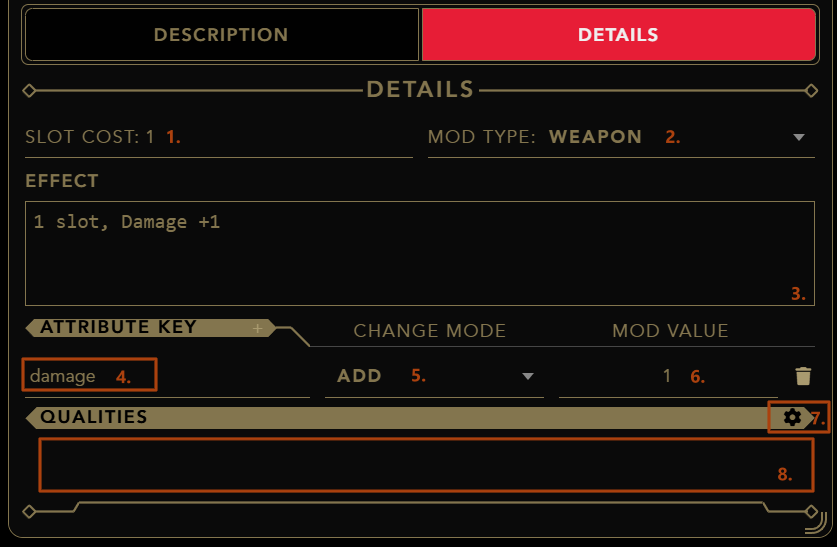 DESCRIPTION DETAILS
DETAILS
SLOT COST: 1 1. MOD TYPE: WEAPON 2.
EFFECT
1 slot, Damage +1
3.
ATTRIBUTE KEY + CHANGE MODE MOD VALUE
damage 4. ADD 5. 1 6.
QUALITIES 7.
8.